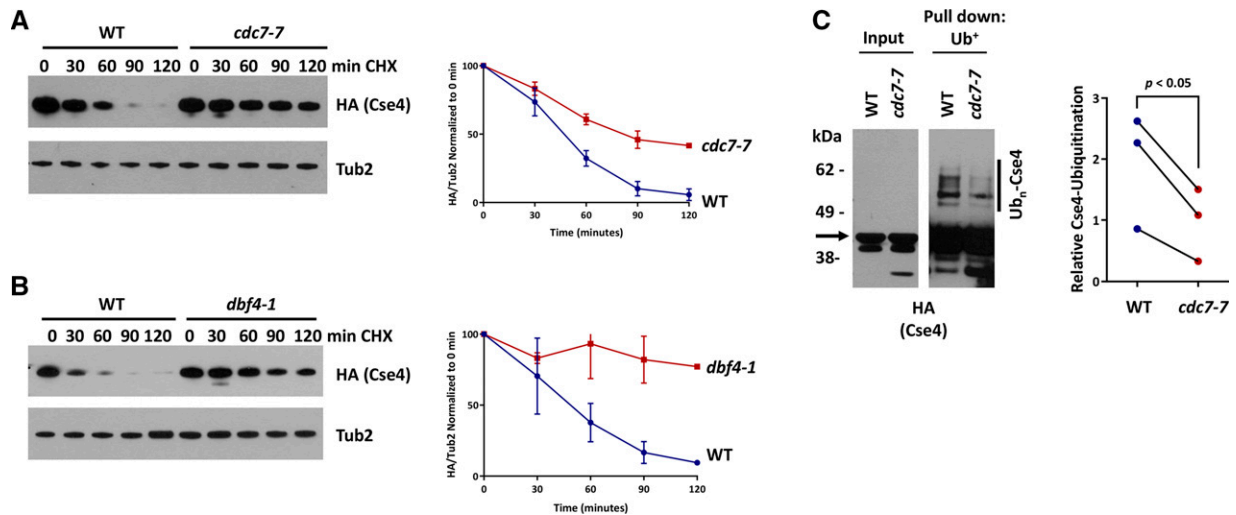 A
WT cdc7-7
0 30 60 90 120 0 30 60 90 120 min CHX
HA (Cse4)
Tub2
HA/Tub2 Normalized to 0 min
100
50
0
0 30 60 90 120
Time (minutes)
cdc7-7
WT
B
WT dbf4-1
0 30 60 90 120 0 30 60 90 120 min CHX
HA (Cse4)
Tub2
HA/Tub2 Normalized to 0 min
100
50
0
0 30 60 90 120
Time (minutes)
dbf4-1
WT
C
Pull down:
Input Ub⁺
WT cdc7-7 WT cdc7-7
kDa
62 -
49 -
38-
Ubₙ-Cse4
HA
(Cse4)
p < 0.05
Relative Cse4-Ubiquitination
3
2
1
0
WT cdc7-7